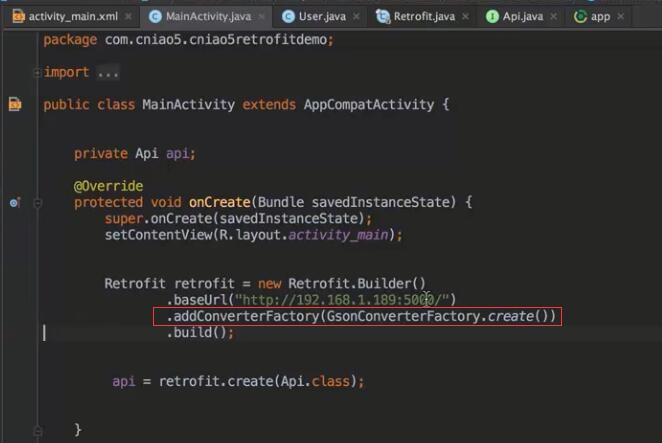 activity_main.xml × MainActivity.java × User.java × Retrofit.java × Api.java × app ×
package com.cniao5.cniao5retrofitdemo;
import ...
public class MainActivity extends AppCompatActivity {
private Api api;
@Override
protected void onCreate(Bundle savedInstanceState) {
super.onCreate(savedInstanceState);
setContentView(R.layout.activity_main);
Retrofit retrofit = new Retrofit.Builder()
.baseUrl("http://192.168.1.189:5000/")
.addConverterFactory(GsonConverterFactory.create())
.build();
api = retrofit.create(Api.class);
}